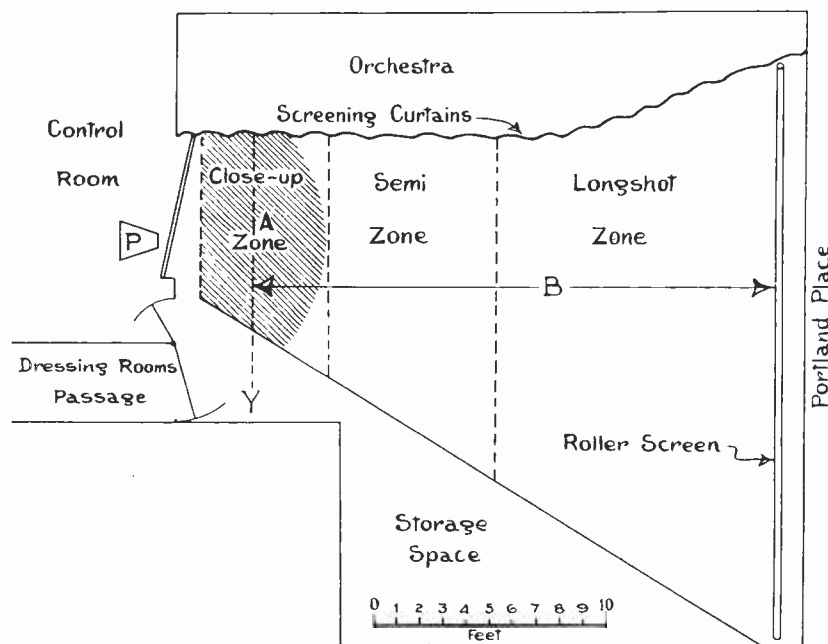 Orchestra
Screening Curtains
Control
Room
Close-up
A
Zone
Semi
Zone
Longshot
Zone
P
B
Portland Place
Dressing Rooms
Passage
Y
Roller Screen
Storage
Space
0 1 2 3 4 5 6 7 8 9 10
Feet